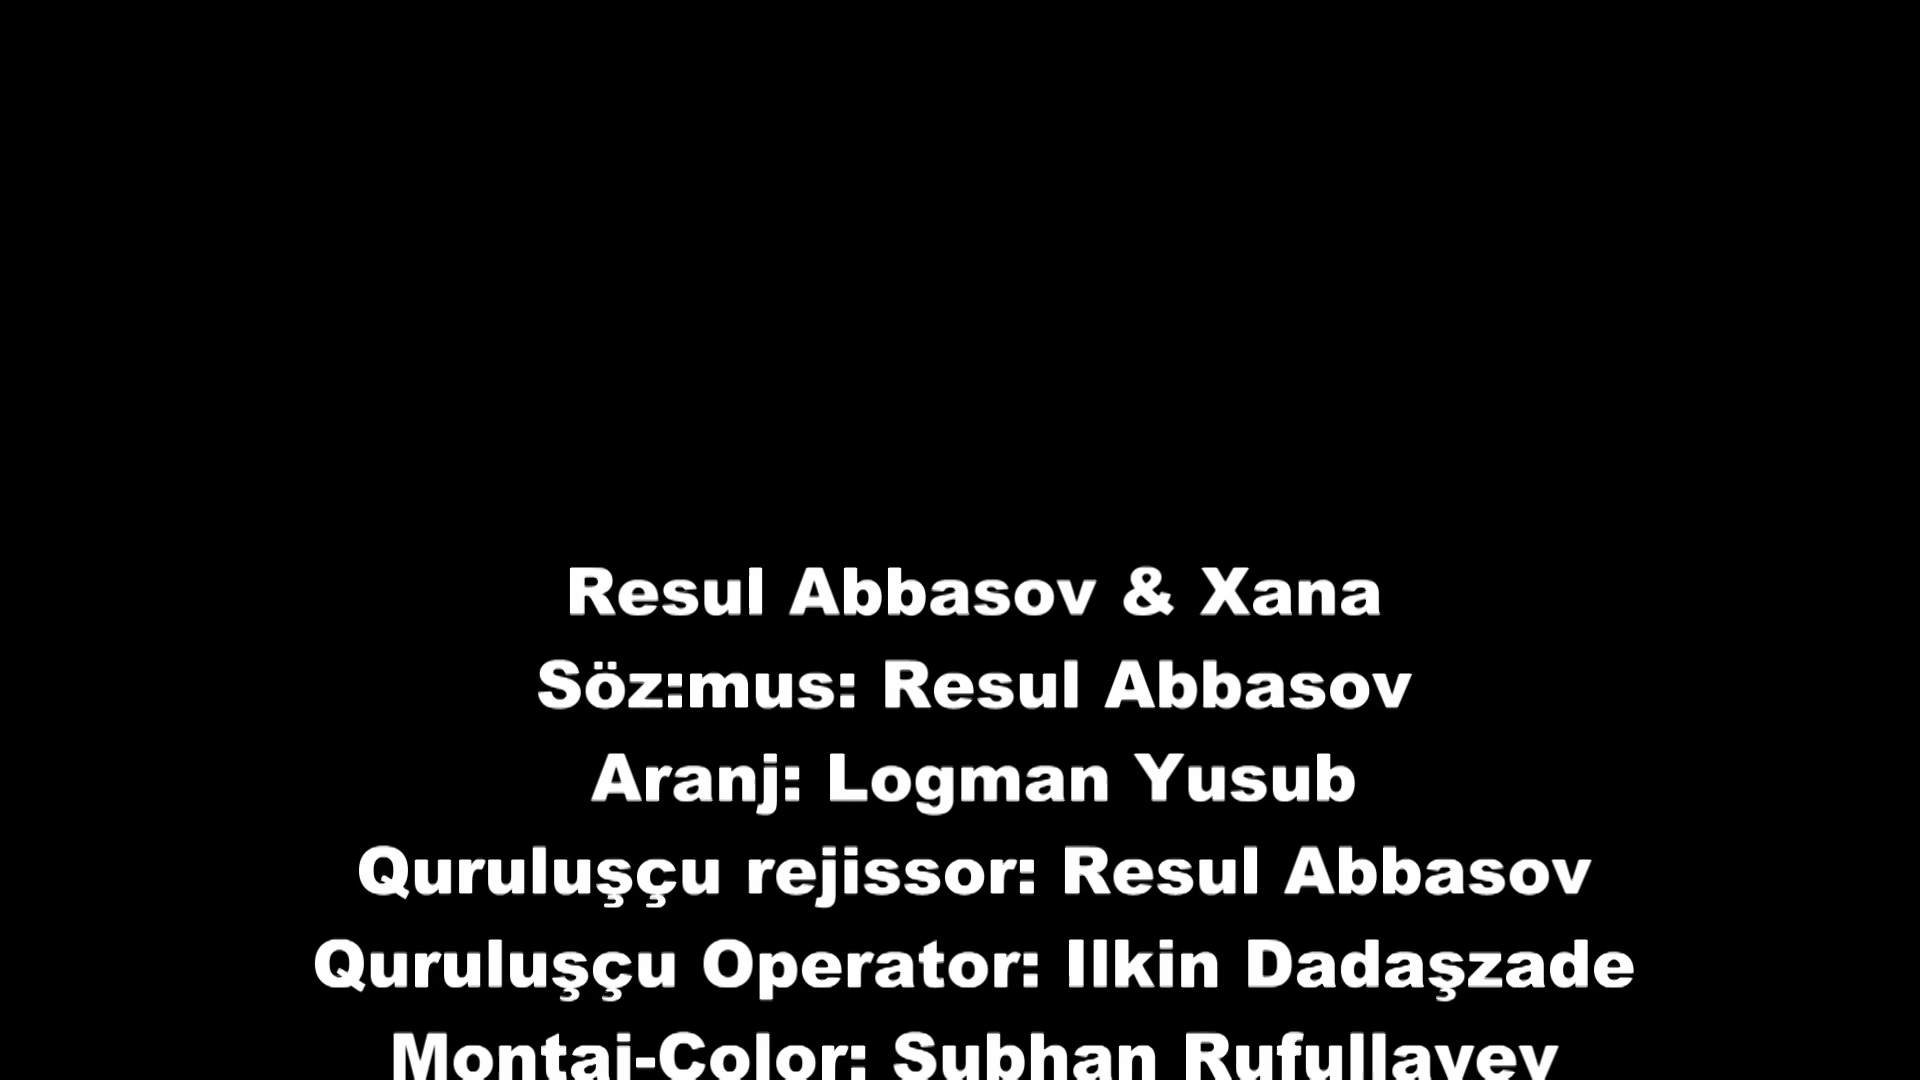 Resul Abbasov & Xana
Söz:mus: Resul Abbasov
Aranj: Logman Yusub
Quruluşçu rejissor: Resul Abbasov
Quruluşçu Operator: Ilkin Dadaşzade
Montaj-Color: Subhan Rufullayev